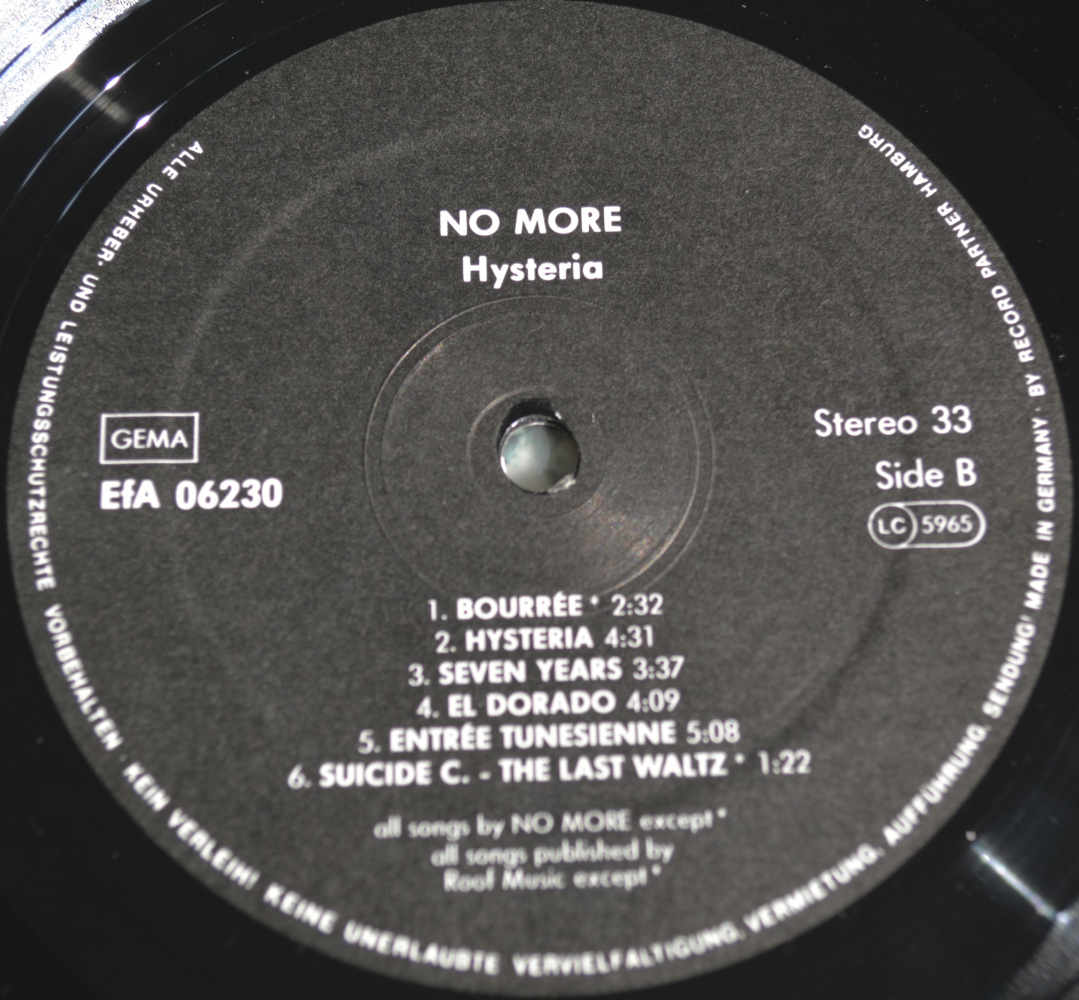 NO MORE
Hysteria
GEMA
EfA 06230
Stereo 33
Side B
LC 5965
1. BOURRÉE * 2:32
2. HYSTERIA 4:31
3. SEVEN YEARS 3:37
4. EL DORADO 4:09
5. ENTRÉE TUNESIENNE 5:08
6. SUICIDE C. - THE LAST WALTZ * 1:22
all songs by NO MORE except *
all songs published by
Roof Music except *
ALLE URHEBER- UND LEISTUNGSSCHUTZRECHTE VORBEHALTEN · KEIN VERLEIH! KEINE UNERLAUBTE VERVIELFALTIGUNG, VERMIETUNG, AUFFUHRUNG, SENDUNG! MADE IN GERMANY · BY RECORD PARTNER HAMBURG